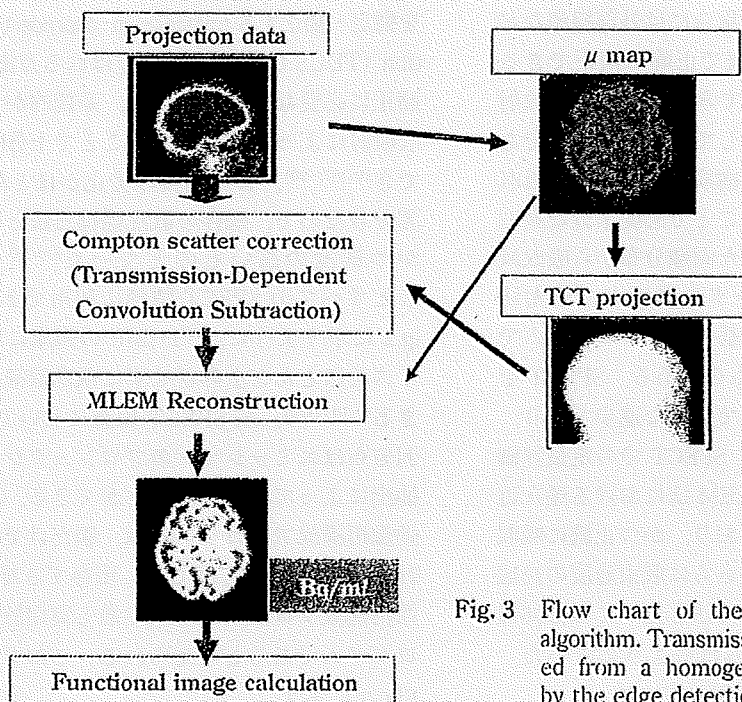 Projection data
μ map
Compton scatter correction
(Transmission-Dependent
Convolution Subtraction)
TCT projection
MLEM Reconstruction
Bq/mL
Fig. 3 Flow chart of the
algorithm. Transmiss
ed from a homoge
by the edge detectio
Functional image calculation